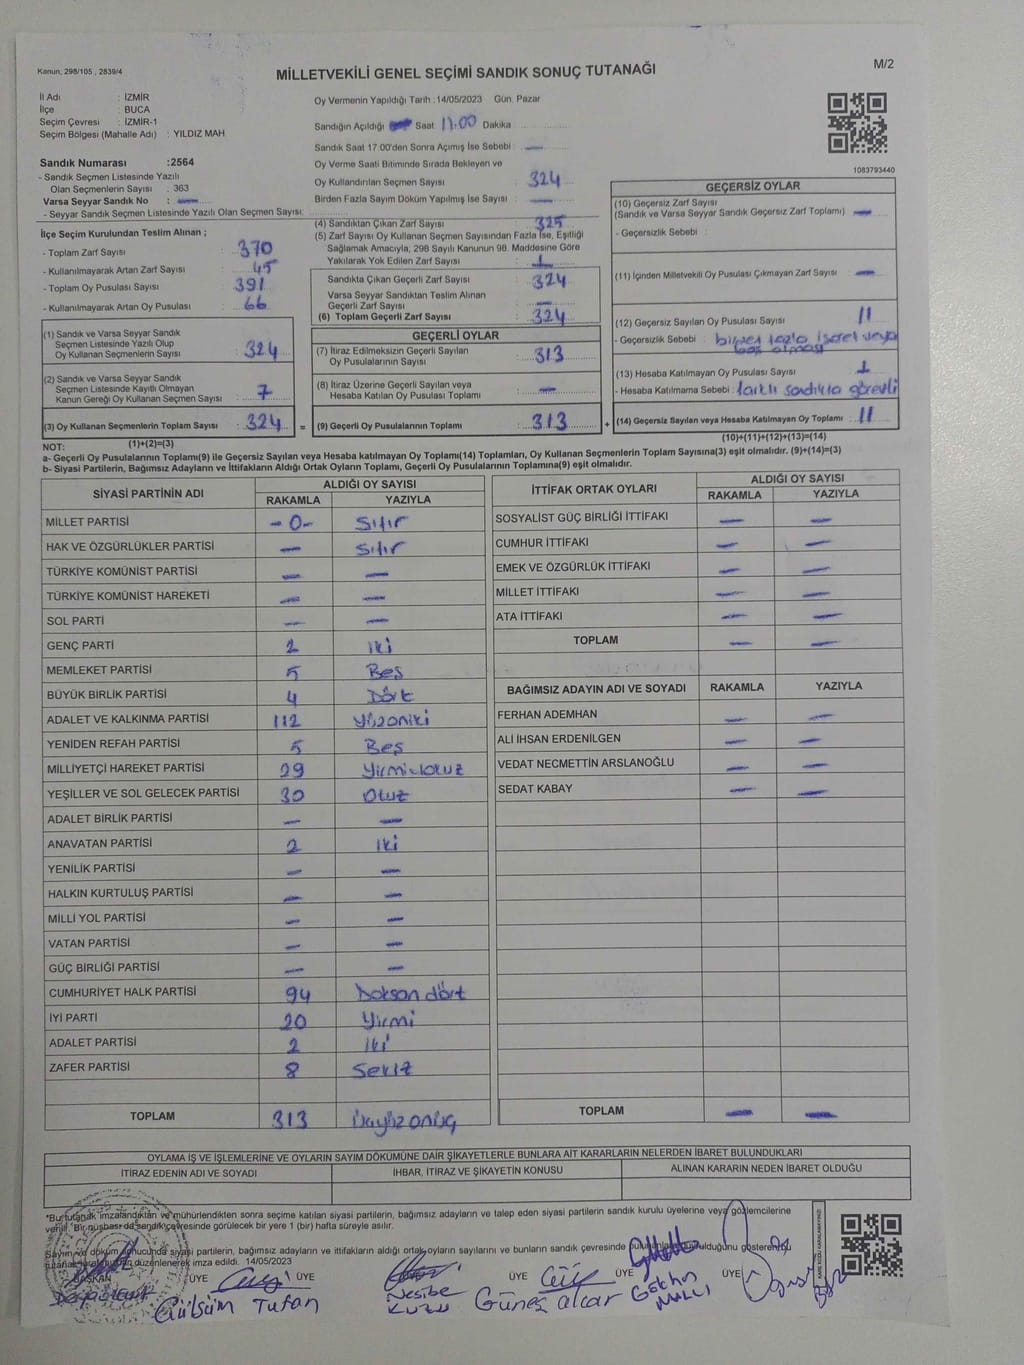 Kanun; 298/105 , 2839/4
MİLLETVEKİLİ GENEL SEÇİMİ SANDIK SONUÇ TUTANAĞI
M/2
İl Adı : İZMİR
İlçe : BUCA
Seçim Çevresi : İZMİR-1
Seçim Bölgesi (Mahalle Adı) : YILDIZ MAH
Sandık Numarası :2564
- Sandık Seçmen Listesinde Yazılı
Olan Seçmenlerin Sayısı : 363
Varsa Seyyar Sandık No : —
- Seyyar Sandık Seçmen Listesinde Yazılı Olan Seçmen Sayısı:
İlçe Seçim Kurulundan Teslim Alınan ;
- Toplam Zarf Sayısı : 370
- Kullanılmayarak Artan Zarf Sayısı : 45
- Toplam Oy Pusulası Sayısı : 391
- Kullanılmayarak Artan Oy Pusulası : 66
Oy Vermenin Yapıldığı Tarih :14/05/2023 Gün: Pazar
Sandığın Açıldığı Saat 17:00 Dakika
Sandık Saat 17:00'den Sonra Açımış İse Sebebi : —
Oy Verme Saati Bitiminde Sırada Bekleyen ve
Oy Kullandırılan Seçmen Sayısı : 324
Birden Fazla Sayım Döküm Yapılmış İse Sayısı : —
(4) Sandıktan Çıkan Zarf Sayısı : 325
(5) Zarf Sayısı Oy Kullanan Seçmen Sayısından Fazla İse, Eşitliği
Sağlamak Amacıyla, 298 Sayılı Kanunun 98. Maddesine Göre
Yakılarak Yok Edilen Zarf Sayısı : 1
Sandıkta Çıkan Geçerli Zarf Sayısı : 324
Varsa Seyyar Sandıktan Teslim Alınan
Geçerli Zarf Sayısı : —
(6) Toplam Geçerli Zarf Sayısı : 324
1083793440
GEÇERSİZ OYLAR
(10) Geçersiz Zarf Sayısı
(Sandık ve Varsa Seyyar Sandık Geçersiz Zarf Toplamı) : —
- Geçersizlik Sebebi :
(11) İçinden Milletvekili Oy Pusulası Çıkmayan Zarf Sayısı : —
(12) Geçersiz Sayılan Oy Pusulası Sayısı : 11
- Geçersizlik Sebebi : birden fazla işaret veya
boş olması
(13) Hesaba Katılmayan Oy Pusulası Sayısı : 1
- Hesaba Katılmama Sebebi : farklı sandıkta görevli
(14) Geçersiz Sayılan veya Hesaba Katılmayan Oy Toplamı : 11
(10)+(11)+(12)+(13)=(14)
(1) Sandık ve Varsa Seyyar Sandık
Seçmen Listesinde Yazılı Olup
Oy Kullanan Seçmenlerin Sayısı : 324
(2) Sandık ve Varsa Seyyar Sandık
Seçmen Listesinde Kayıtlı Olmayan
Kanun Gereği Oy Kullanan Seçmen Sayısı : 7
(3) Oy Kullanan Seçmenlerin Toplam Sayısı : 324 =
(1)+(2)=(3)
GEÇERLİ OYLAR
(7) İtiraz Edilmeksizin Geçerli Sayılan
Oy Pusulalarının Sayısı : 313
(8) İtiraz Üzerine Geçerli Sayılan veya
Hesaba Katılan Oy Pusulası Toplamı : —
(9) Geçerli Oy Pusulalarının Toplamı : 313 +
NOT:
a- Geçerli Oy Pusulalarının Toplamı(9) ile Geçersiz Sayılan veya Hesaba katılmayan Oy Toplamı(14) Toplamları, Oy Kullanan Seçmenlerin Toplam Sayısına(3) eşit olmalıdır. (9)+(14)=(3)
b- Siyasi Partilerin, Bağımsız Adayların ve İttifakların Aldığı Ortak Oyların Toplamı, Geçerli Oy Pusulalarının Toplamına(9) eşit olmalıdır.
SİYASİ PARTİNİN ADI ALDIĞI OY SAYISI
RAKAMLA YAZIYLA
MİLLET PARTİSİ -0- Sıfır
HAK VE ÖZGÜRLÜKLER PARTİSİ — Sıfır
TÜRKİYE KOMÜNİST PARTİSİ — —
TÜRKİYE KOMÜNİST HAREKETİ — —
SOL PARTİ — —
GENÇ PARTİ 2 iki
MEMLEKET PARTİSİ 5 Beş
BÜYÜK BİRLİK PARTİSİ 4 Dört
ADALET VE KALKINMA PARTİSİ 112 Yüzoniki
YENİDEN REFAH PARTİSİ 5 Beş
MİLLİYETÇİ HAREKET PARTİSİ 29 Yirmidokuz
YEŞİLLER VE SOL GELECEK PARTİSİ 30 Otuz
ADALET BİRLİK PARTİSİ — —
ANAVATAN PARTİSİ 2 iki
YENİLİK PARTİSİ — —
HALKIN KURTULUŞ PARTİSİ — —
MİLLİ YOL PARTİSİ — —
VATAN PARTİSİ — —
GÜÇ BİRLİĞİ PARTİSİ — —
CUMHURİYET HALK PARTİSİ 94 Doksan dört
İYİ PARTİ 20 Yirmi
ADALET PARTİSİ 2 iki
ZAFER PARTİSİ 8 Sekiz
TOPLAM 313 üçyüzonüç
İTTİFAK ORTAK OYLARI ALDIĞI OY SAYISI
RAKAMLA YAZIYLA
SOSYALİST GÜÇ BİRLİĞİ İTTİFAKI — —
CUMHUR İTTİFAKI — —
EMEK VE ÖZGÜRLÜK İTTİFAKI — —
MİLLET İTTİFAKI — —
ATA İTTİFAKI — —
TOPLAM — —
BAĞIMSIZ ADAYIN ADI VE SOYADI RAKAMLA YAZIYLA
FERHAN ADEMHAN — —
ALİ İHSAN ERDENİLGEN — —
VEDAT NECMETTİN ARSLANOĞLU — —
SEDAT KABAY — —
TOPLAM — —
OYLAMA İŞ VE İŞLEMLERİNE VE OYLARIN SAYIM DÖKÜMÜNE DAİR ŞİKAYETLERLE BUNLARA AİT KARARLARIN NELERDEN İBARET BULUNDUKLARI
İTİRAZ EDENİN ADI VE SOYADI İHBAR, İTİRAZ VE ŞİKAYETİN KONUSU ALINAN KARARIN NEDEN İBARET OLDUĞU
*Bu tutanak imzalandıktan ve mühürlendikten sonra seçime katılan siyasi partilerin, bağımsız adayların ve talep eden siyasi partilerin sandık kurulu üyelerine veya gözlemcilerine
verilir. Bir nüshası da sandık çevresinde görülecek bir yere 1 (bir) hafta süreyle asılır.
Sayım ve döküm sonucunda siyasi partilerin, bağımsız adayların ve ittifakların aldığı ortak oyların sayılarını ve bunların sandık çevresinde
düzenlenerek imza edildi. 14/05/2023
BAŞKAN ÜYE ÜYE ÜYE ÜYE ÜYE
Gülsüm Tufan
Nesibe
KUZU
Güneş alcar
Gökhan